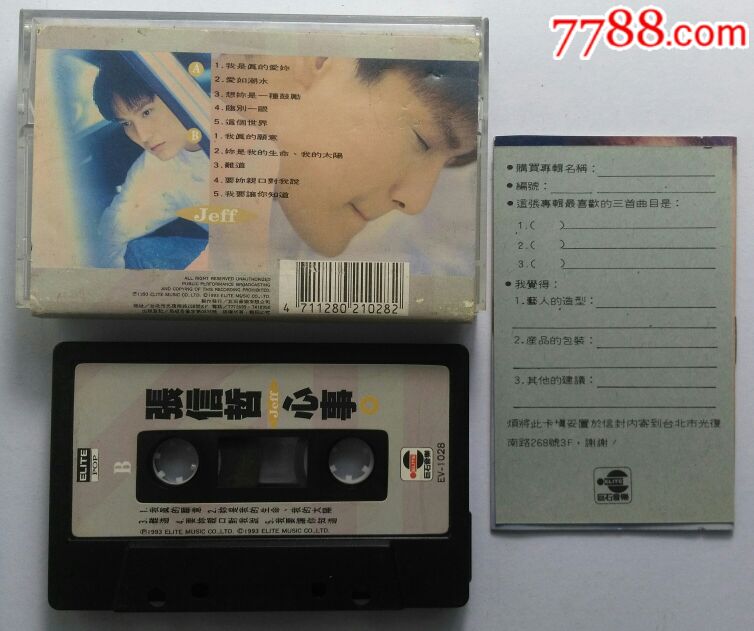 7788.com
A
1. 我是真的愛妳
2. 愛如潮水
3. 想妳是一種鼓勵
4. 臨別一眼
5. 這個世界
B
1. 我真的願意
2. 妳是我的生命、我的太陽
3. 難道
4. 要妳親口對我說
5. 我要讓你知道
Jeff
ALL RIGHT RESERVED UNAUTHORIZED
PUBLIC PERFORMANCE BROADCASTING
AND COPYING OF THIS RECORDING PROHIBITED.
Ⓟ1993 ELITE MUSIC CO., LTD. ©1993 ELITE MUSIC CO., LTD.
4 711280 210282
張信哲 Jeff 心事
ELITE
POP
B
EV-1028
巨石音樂
1. 我真的願意 2. 妳是我的生命、我的太陽
3. 難道 4. 要妳親口對我說 5. 我要讓你知道
Ⓟ1993 ELITE MUSIC CO., LTD. ©1993 ELITE MUSIC CO., LTD.
●購買專輯名稱：
●編號：
●這張專輯最喜歡的三首曲目是：
1.( )
2.( )
3.( )
●我覺得：
1.藝人的造型：
2.產品的包裝：
3.其他的建議：
煩將此卡填妥置於信封內寄到台北市光復
南路268號3F，謝謝！
ELITE
巨石音樂